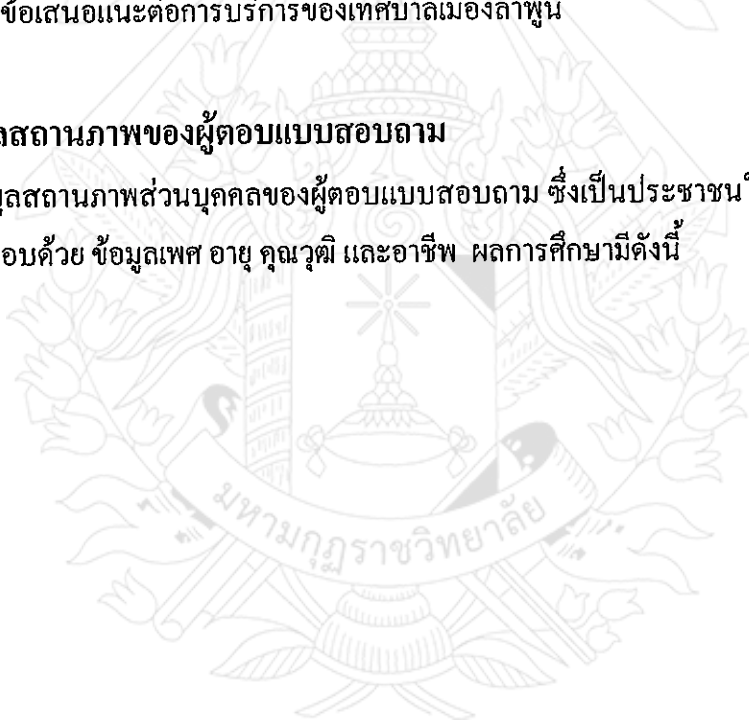 ข้อเสนอแนะต่อการบริการของเทศบาลเมืองลำพูน
ลสถานภาพของผู้ตอบแบบสอบถาม
มูลสถานภาพส่วนบุคคลของผู้ตอบแบบสอบถาม ซึ่งเป็นประชาชนใ
อบด้วย ข้อมูลเพศ อายุ คุณวุฒิ และอาชีพ ผลการศึกษามีดังนี้
มหามกุฏราชวิทยาลัย